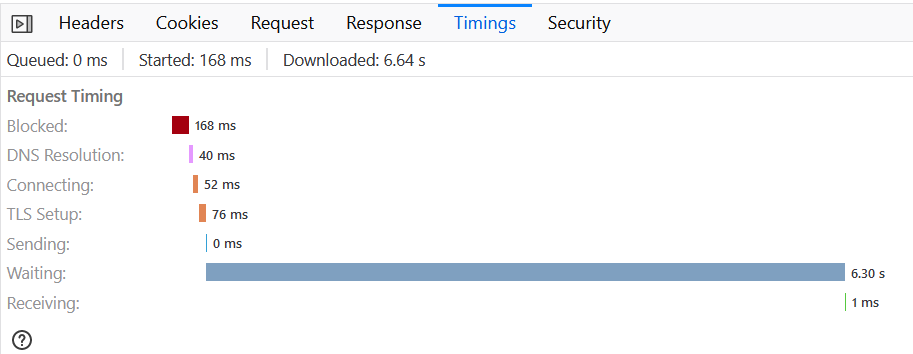 Headers Cookies Request Response Timings Security
Queued: 0 ms Started: 168 ms Downloaded: 6.64 s
Request Timing
Blocked: 168 ms
DNS Resolution: 40 ms
Connecting: 52 ms
TLS Setup: 76 ms
Sending: 0 ms
Waiting: 6.30 s
Receiving: 1 ms
?